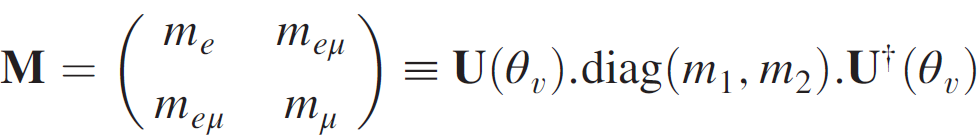 M = ( m_e m_{eμ} ; m_{eμ} m_μ ) ≡ U(θ_v).diag(m_1, m_2).U^†(θ_v)